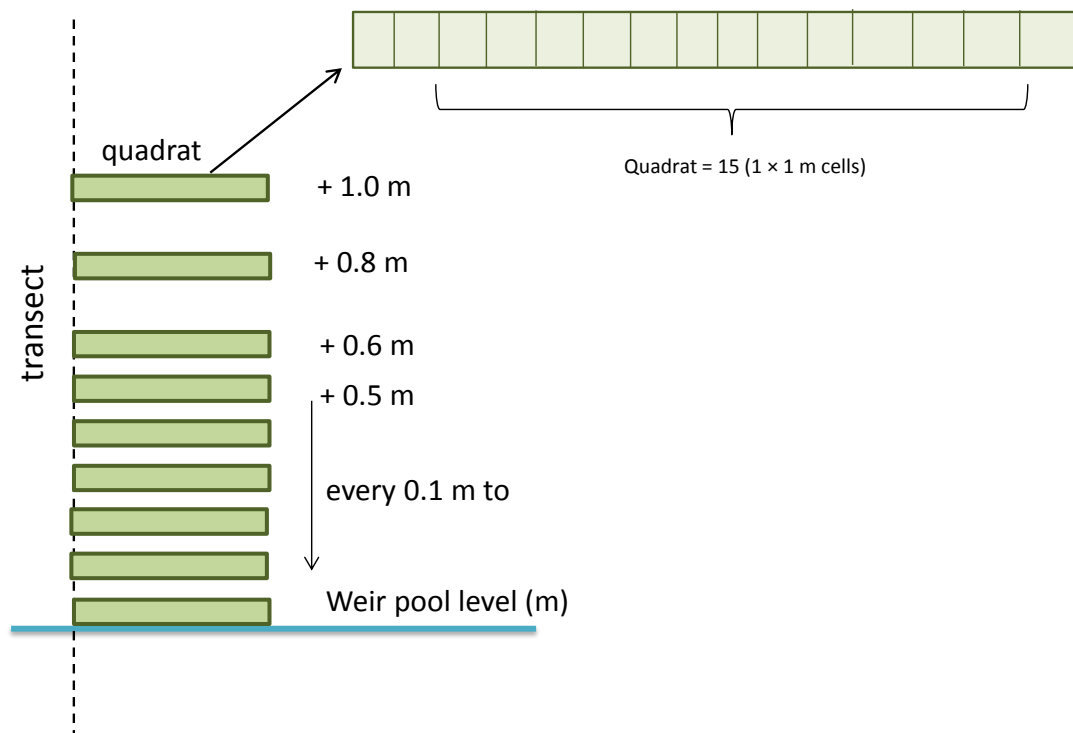 quadrat
Quadrat = 15 (1 × 1 m cells)
+ 1.0 m
+ 0.8 m
transect
+ 0.6 m
+ 0.5 m
every 0.1 m to
Weir pool level (m)